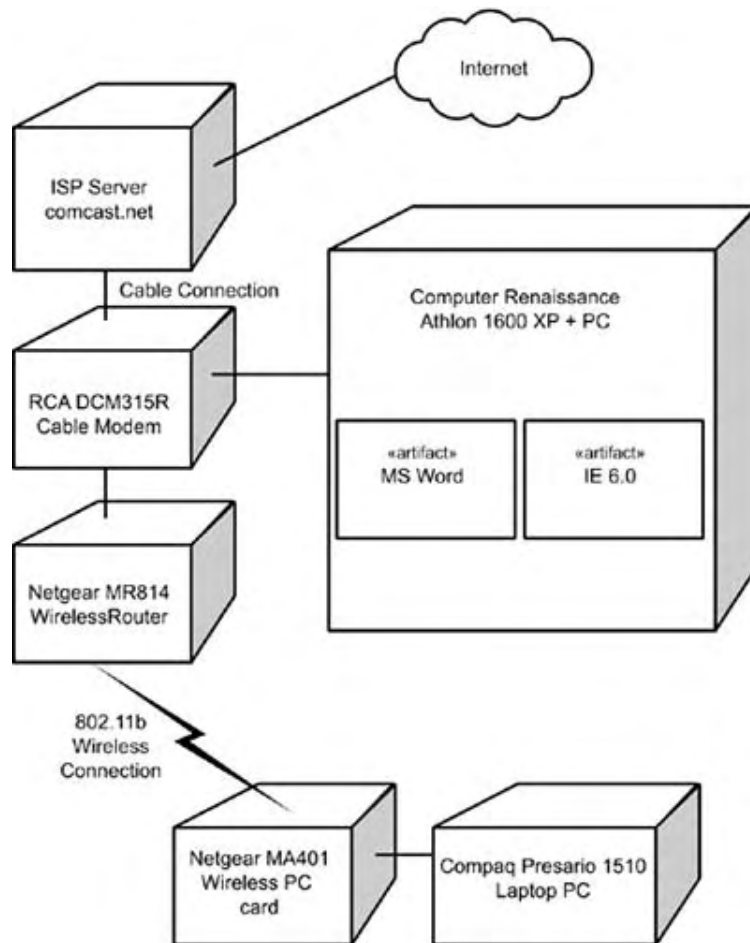 Internet
ISP Server
comcast.net
Cable Connection
Computer Renaissance
Athlon 1600 XP + PC
RCA DCM315R
Cable Modem
«artifact»
MS Word
«artifact»
IE 6.0
Netgear MR814
WirelessRouter
802.11b
Wireless
Connection
Netgear MA401
Wireless PC
card
Compaq Presario 1510
Laptop PC